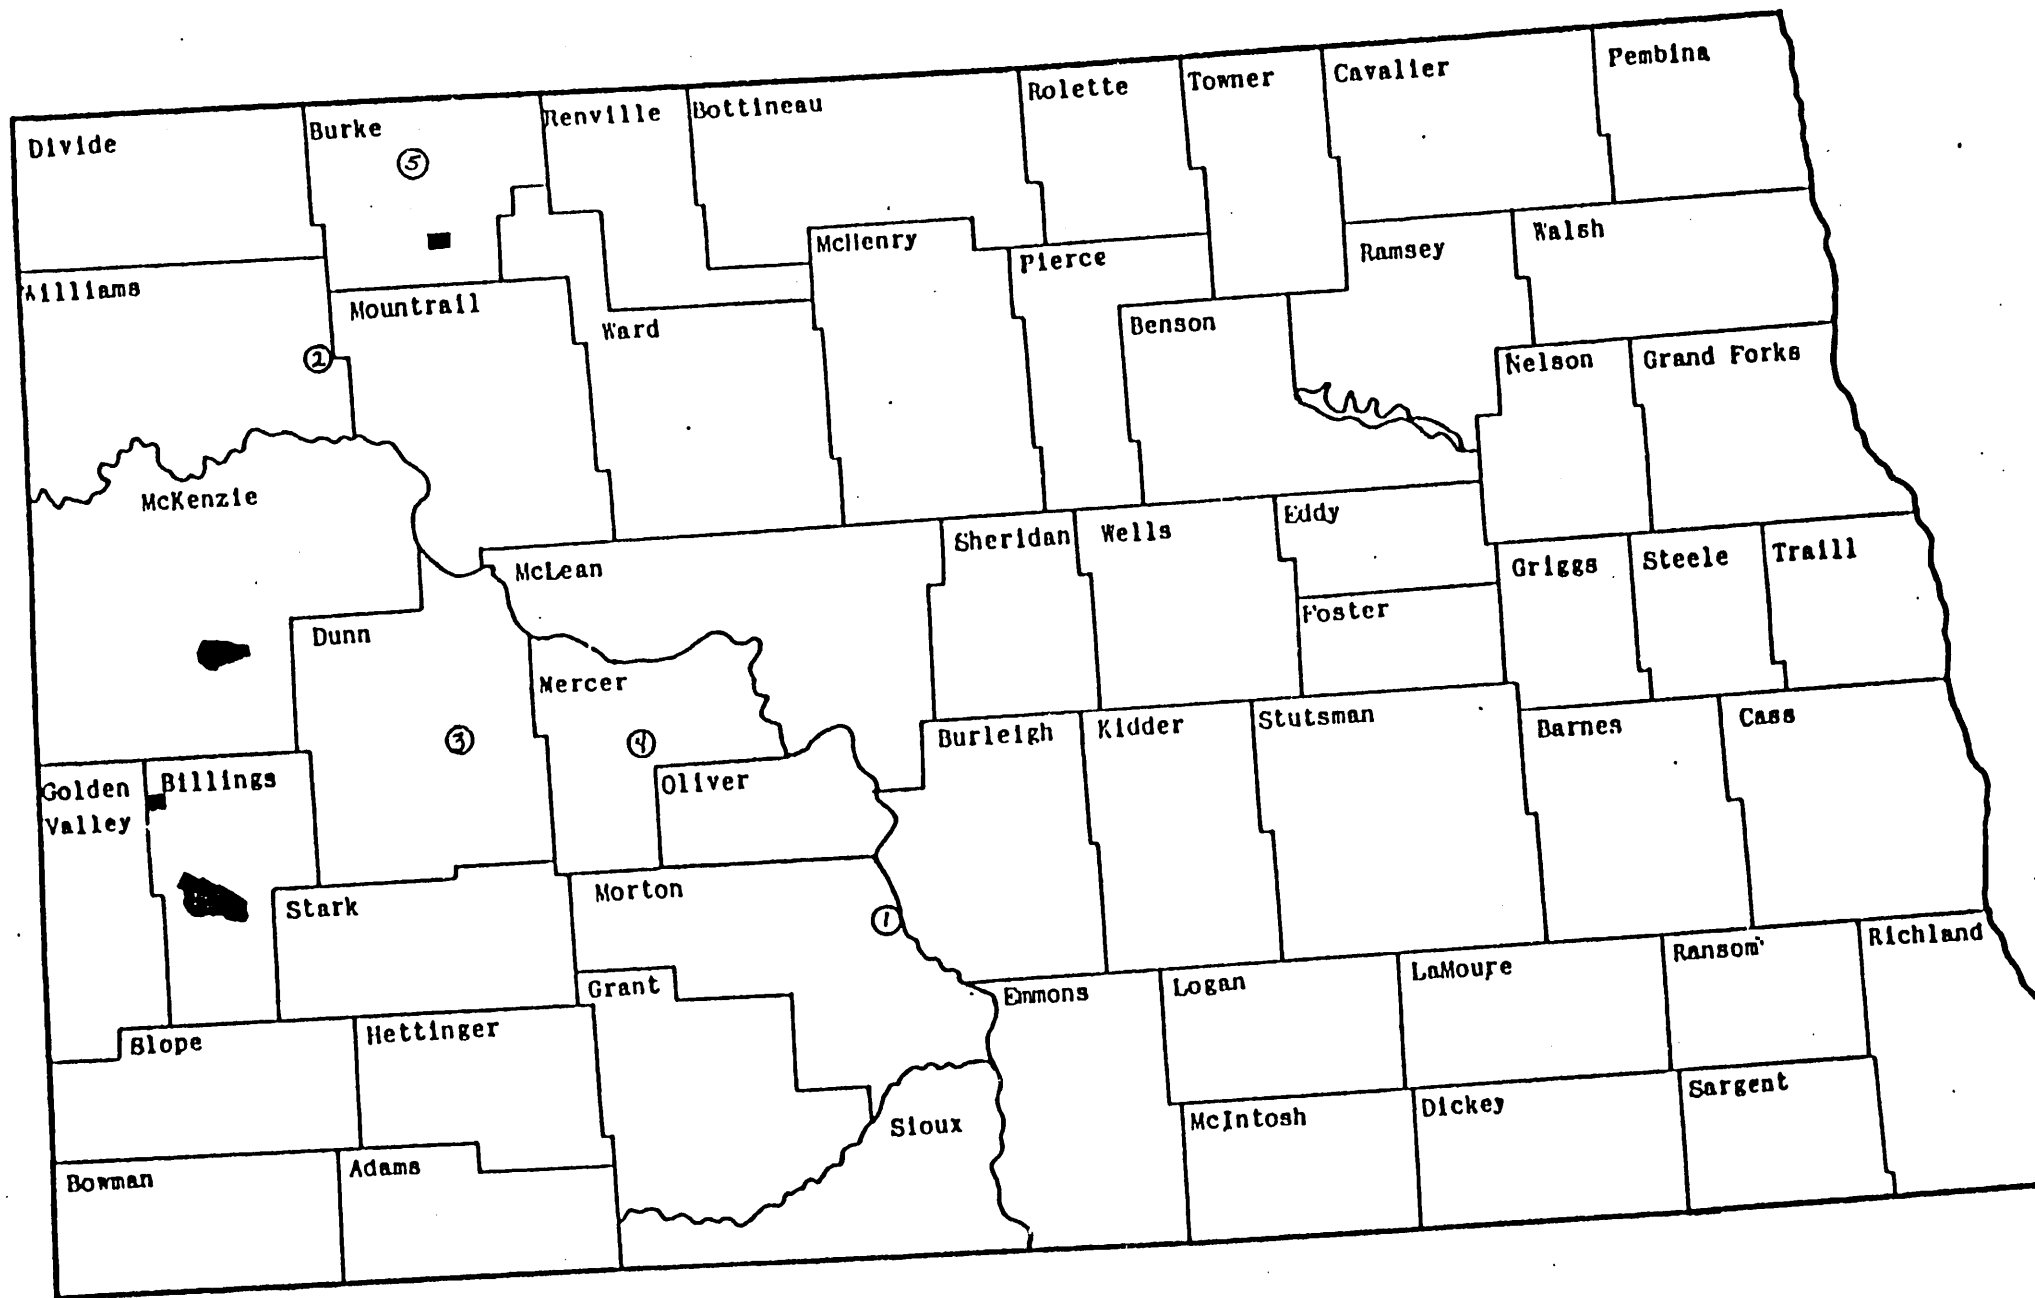 Pembina
Cavalier
Towner
Rolette
Bottineau
Renville
Burke
Divide
⑤
Walsh
Ramsey
McHenry
Pierce
Williams
Mountrail
Ward
Benson
②
Nelson
Grand Forks
McKenzie
Eddy
Sheridan
Wells
McLean
Griggs
Steele
Traill
Foster
Dunn
Mercer
③
④
Burleigh
Kidder
Stutsman
Barnes
Cass
Golden
Valley
Billings
Oliver
Stark
Morton
①
Richland
Ransom
LaMoure
Logan
Emmons
Grant
Slope
Hettinger
Sioux
McIntosh
Dickey
Sargent
Bowman
Adams